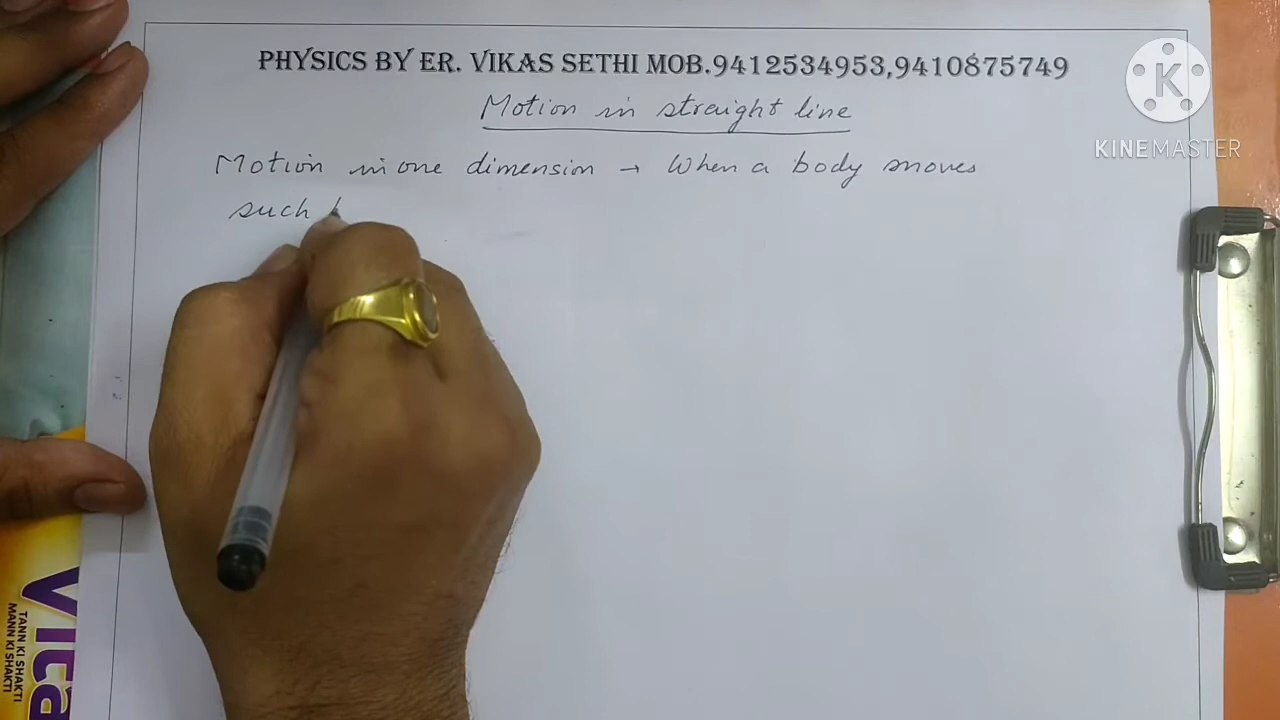 PHYSICS BY ER. VIKAS SETHI MOB.9412534953,9410875749
KINEMASTER
Motion in straight line
Motion in one dimension → When a body moves
such
Vita
TANN KI SHAKTI
MANN KI SHAKTI